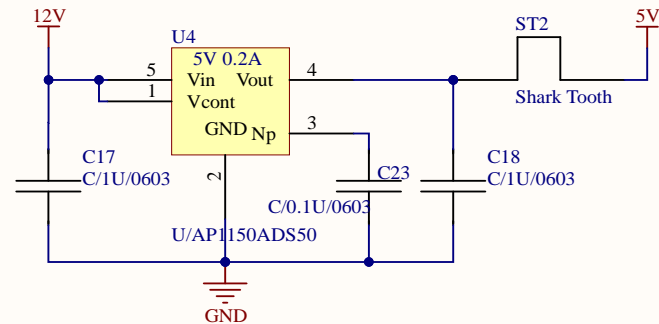 12V
5V
U4
ST2
5V 0.2A
5
Vin
Vout
4
1
Vcont
Shark Tooth
GND
Np
3
2
C17
C/1U/0603
C23
C/0.1U/0603
C18
C/1U/0603
U/AP1150ADS50
GND